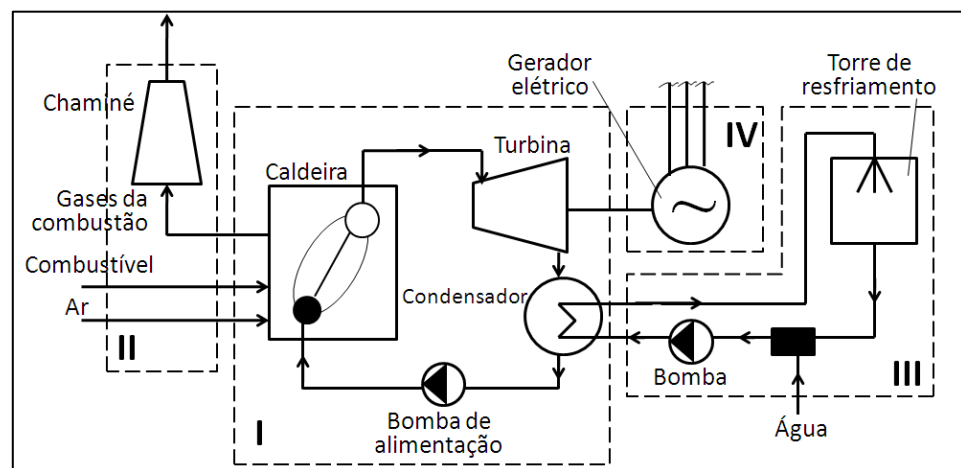 Chaminé
Gases da
combustão
Combustível
Ar
II
Caldeira
Turbina
Condensador
Bomba de
alimentação
I
Gerador
elétrico
IV
Torre de
resfriamento
Bomba
Água
III